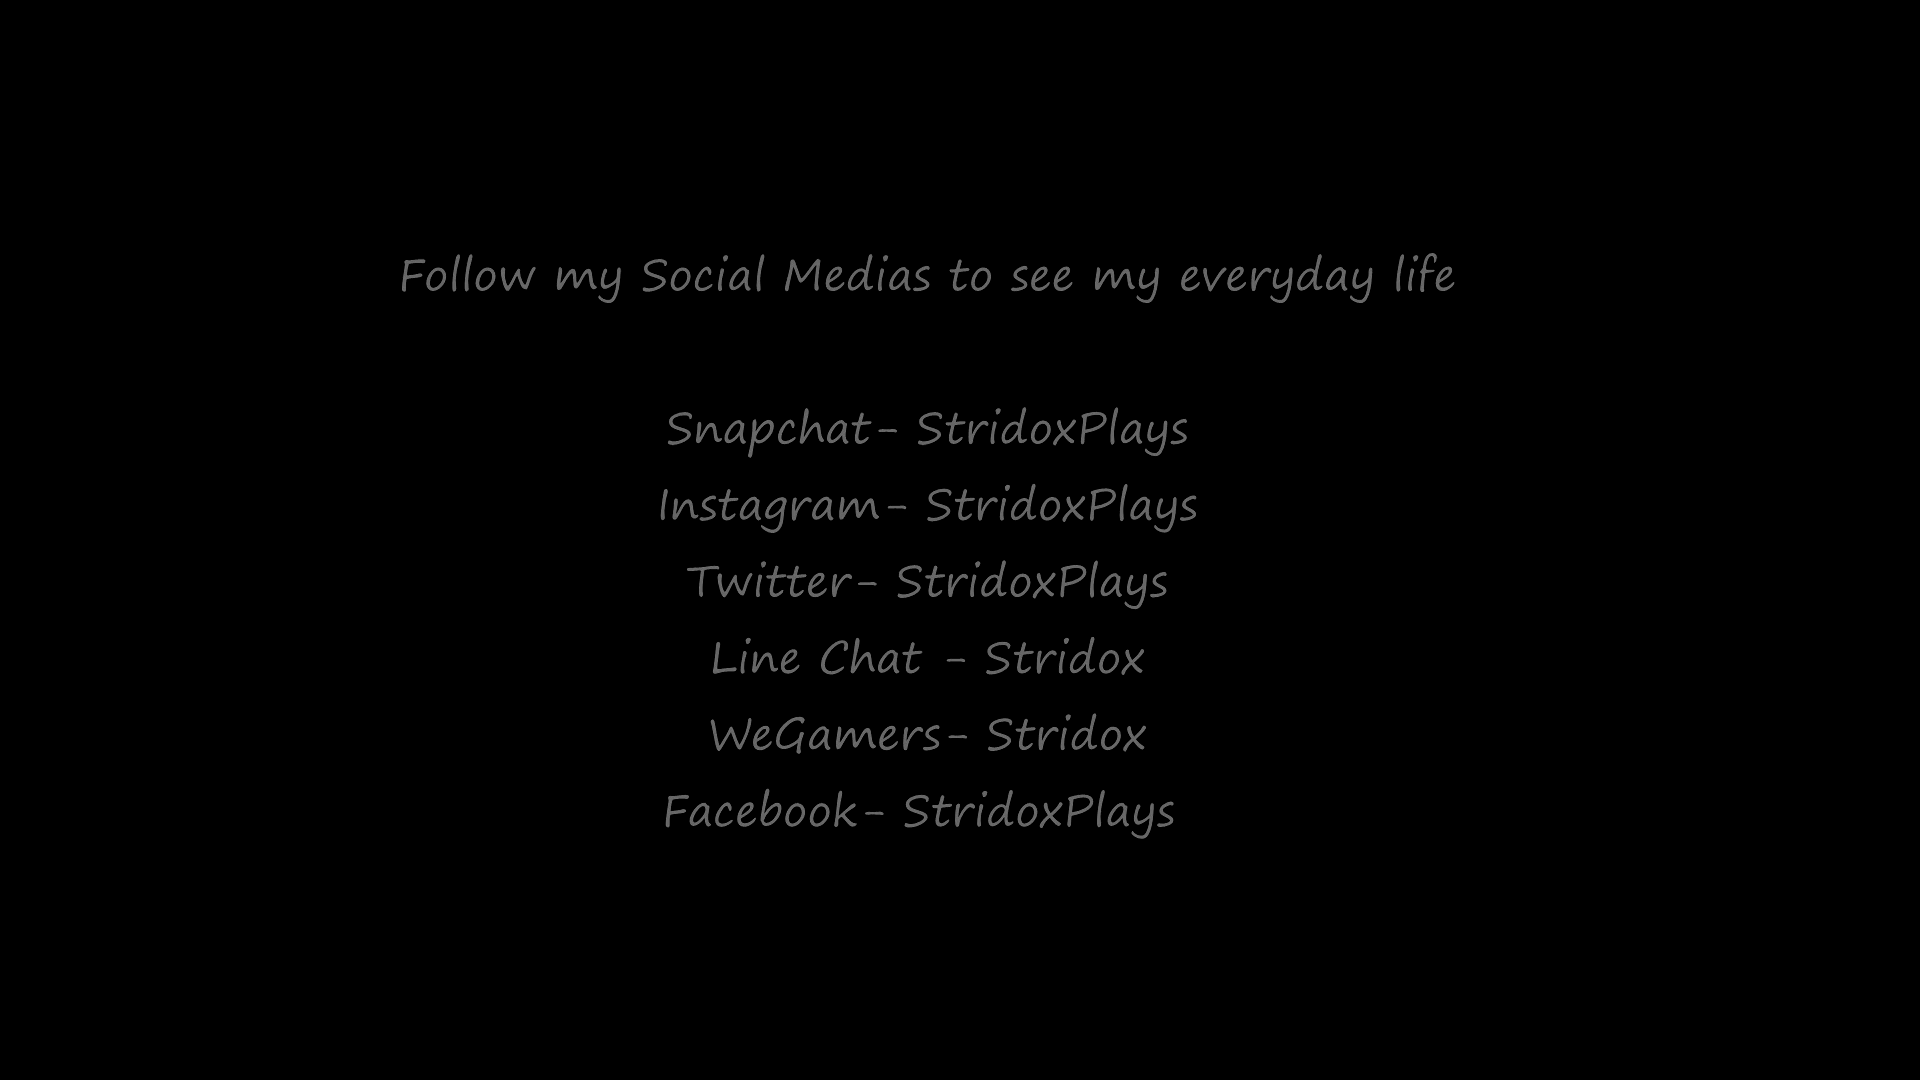 Follow my Social Medias to see my everyday life
Snapchat- StridoxPlays
Instagram- StridoxPlays
Twitter- StridoxPlays
Line Chat - Stridox
WeGamers- Stridox
Facebook- StridoxPlays